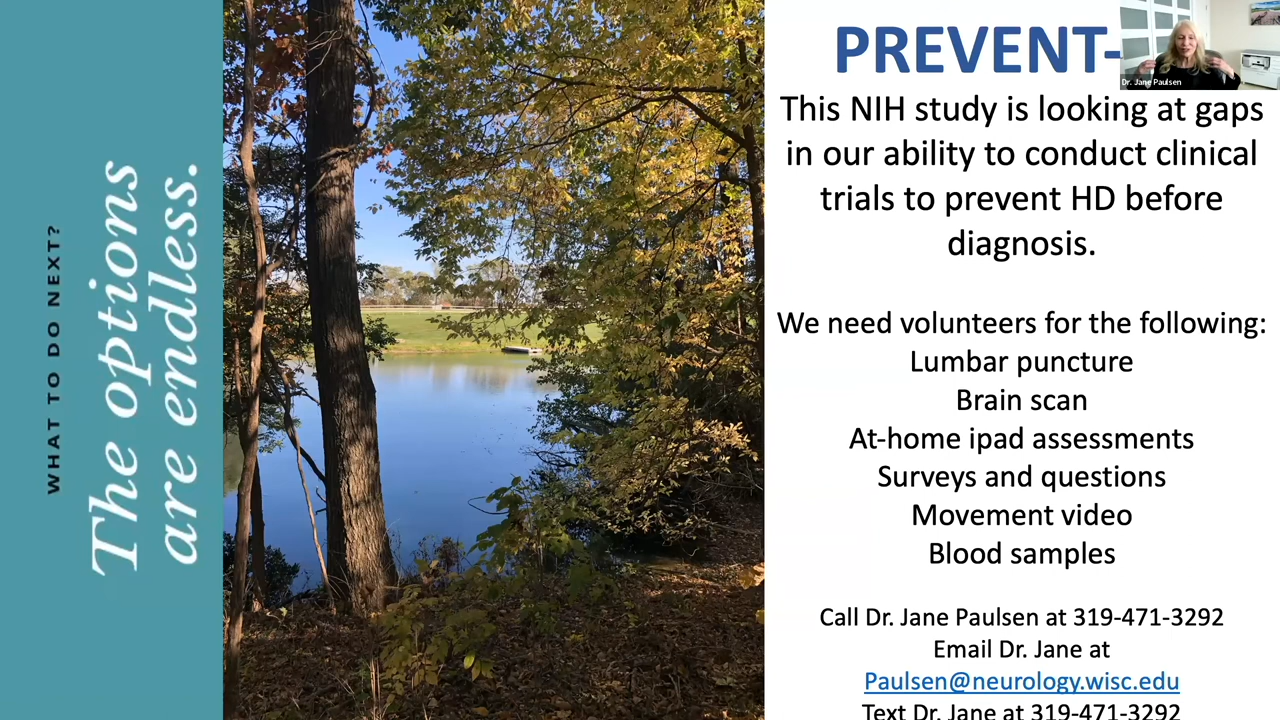 WHAT TO DO NEXT?
The options
are endless.
PREVENT-
Dr. Jane Paulsen
This NIH study is looking at gaps
in our ability to conduct clinical
trials to prevent HD before
diagnosis.
We need volunteers for the following:
Lumbar puncture
Brain scan
At-home ipad assessments
Surveys and questions
Movement video
Blood samples
Call Dr. Jane Paulsen at 319-471-3292
Email Dr. Jane at
Paulsen@neurology.wisc.edu
Text Dr. Jane at 319-471-3292